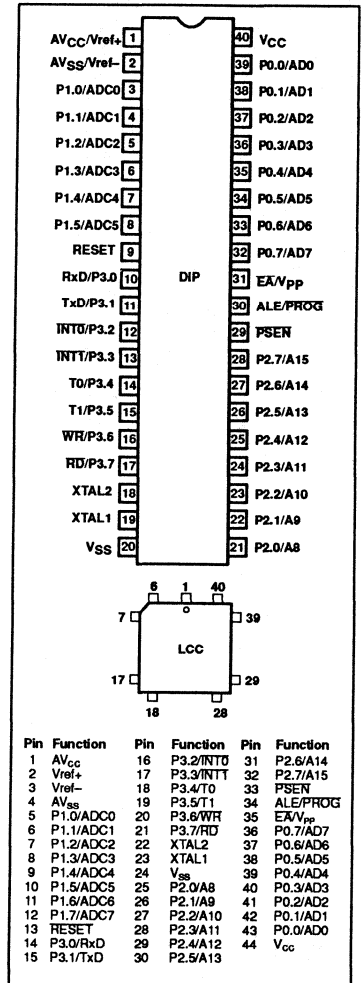 AVCC/Vref+ 1 40 VCC
AVSS/Vref– 2 39 P0.0/AD0
P1.0/ADC0 3 38 P0.1/AD1
P1.1/ADC1 4 37 P0.2/AD2
P1.2/ADC2 5 36 P0.3/AD3
P1.3/ADC3 6 35 P0.4/AD4
P1.4/ADC4 7 34 P0.5/AD5
P1.5/ADC5 8 33 P0.6/AD6
RESET 9 32 P0.7/AD7
RxD/P3.0 10 DIP 31 EA/VPP
TxD/P3.1 11 30 ALE/PROG
INT0/P3.2 12 29 PSEN
INT1/P3.3 13 28 P2.7/A15
T0/P3.4 14 27 P2.6/A14
T1/P3.5 15 26 P2.5/A13
WR/P3.6 16 25 P2.4/A12
RD/P3.7 17 24 P2.3/A11
XTAL2 18 23 P2.2/A10
XTAL1 19 22 P2.1/A9
VSS 20 21 P2.0/A8
6 1 40
7 39
LCC
17 29
18 28
Pin Function Pin Function Pin Function
1 AVCC 16 P3.2/INT0 31 P2.6/A14
2 Vref+ 17 P3.3/INT1 32 P2.7/A15
3 Vref– 18 P3.4/T0 33 PSEN
4 AVSS 19 P3.5/T1 34 ALE/PROG
5 P1.0/ADC0 20 P3.6/WR 35 EA/VPP
6 P1.1/ADC1 21 P3.7/RD 36 P0.7/AD7
7 P1.2/ADC2 22 XTAL2 37 P0.6/AD6
8 P1.3/ADC3 23 XTAL1 38 P0.5/AD5
9 P1.4/ADC4 24 VSS 39 P0.4/AD4
10 P1.5/ADC5 25 P2.0/A8 40 P0.3/AD3
11 P1.6/ADC6 26 P2.1/A9 41 P0.2/AD2
12 P1.7/ADC7 27 P2.2/A10 42 P0.1/AD1
13 RESET 28 P2.3/A11 43 P0.0/AD0
14 P3.0/RxD 29 P2.4/A12 44 VCC
15 P3.1/TxD 30 P2.5/A13